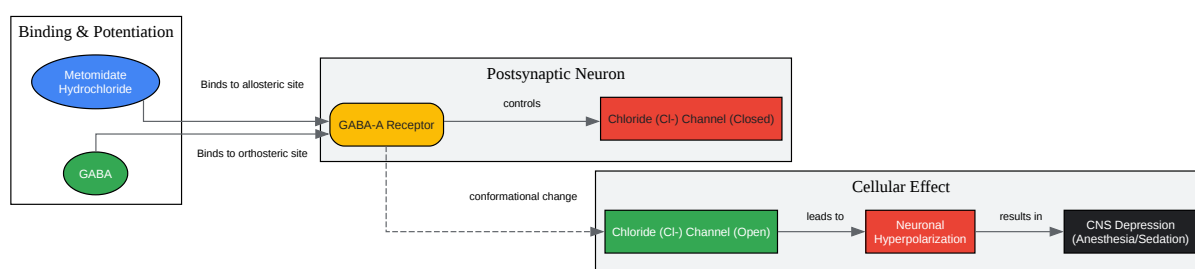 Binding & Potentiation
Metomidate
Hydrochloride
GABA
Binds to allosteric site
Binds to orthosteric site
Postsynaptic Neuron
GABA-A Receptor
controls
Chloride (Cl-) Channel (Closed)
conformational change
Cellular Effect
Chloride (Cl-) Channel (Open)
leads to
Neuronal
Hyperpolarization
results in
CNS Depression
(Anesthesia/Sedation)